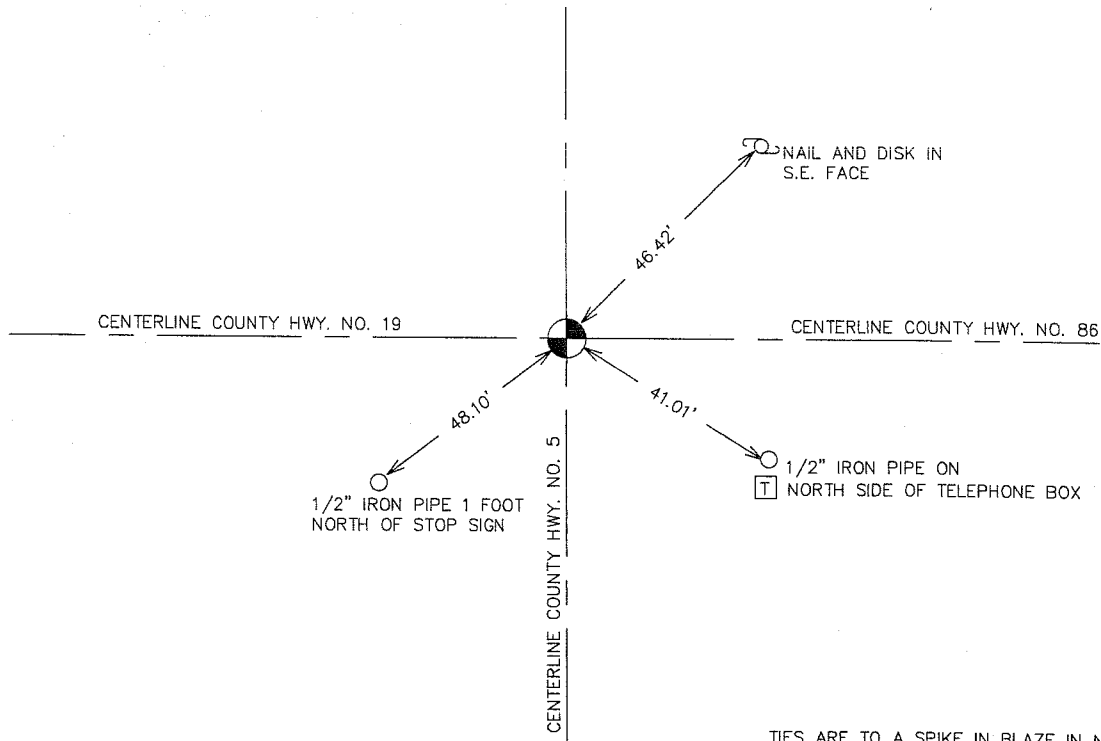 NAIL AND DISK IN
S.E. FACE
46.42'
CENTERLINE COUNTY HWY. NO. 19
CENTERLINE COUNTY HWY. NO. 86
48.10'
41.01'
1/2" IRON PIPE ON
T NORTH SIDE OF TELEPHONE BOX
1/2" IRON PIPE 1 FOOT
NORTH OF STOP SIGN
CENTERLINE COUNTY HWY. NO. 5
TIES ARE TO A SPIKE IN BLAZE IN